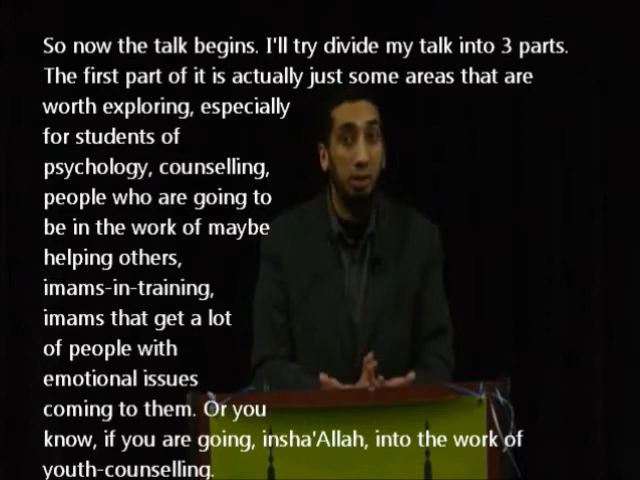 So now the talk begins. I'll try divide my talk into 3 parts.
The first part of it is actually just some areas that are
worth exploring, especially
for students of
psychology, counselling,
people who are going to
be in the work of maybe
helping others,
imams-in-training,
imams that get a lot
of people with
emotional issues
coming to them. Or you
know, if you are going, insha'Allah, into the work of
youth-counselling.